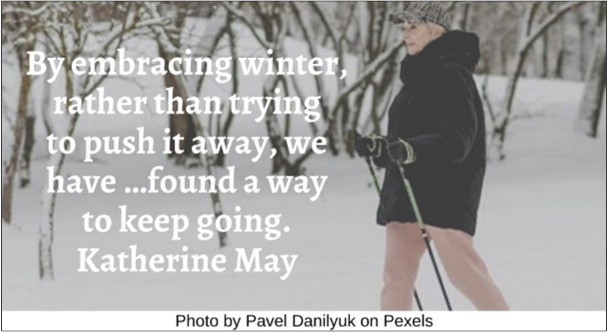 By embracing winter,
rather than trying
to push it away, we
have ...found a way
to keep going.
Katherine May
Photo by Pavel Danilyuk on Pexels